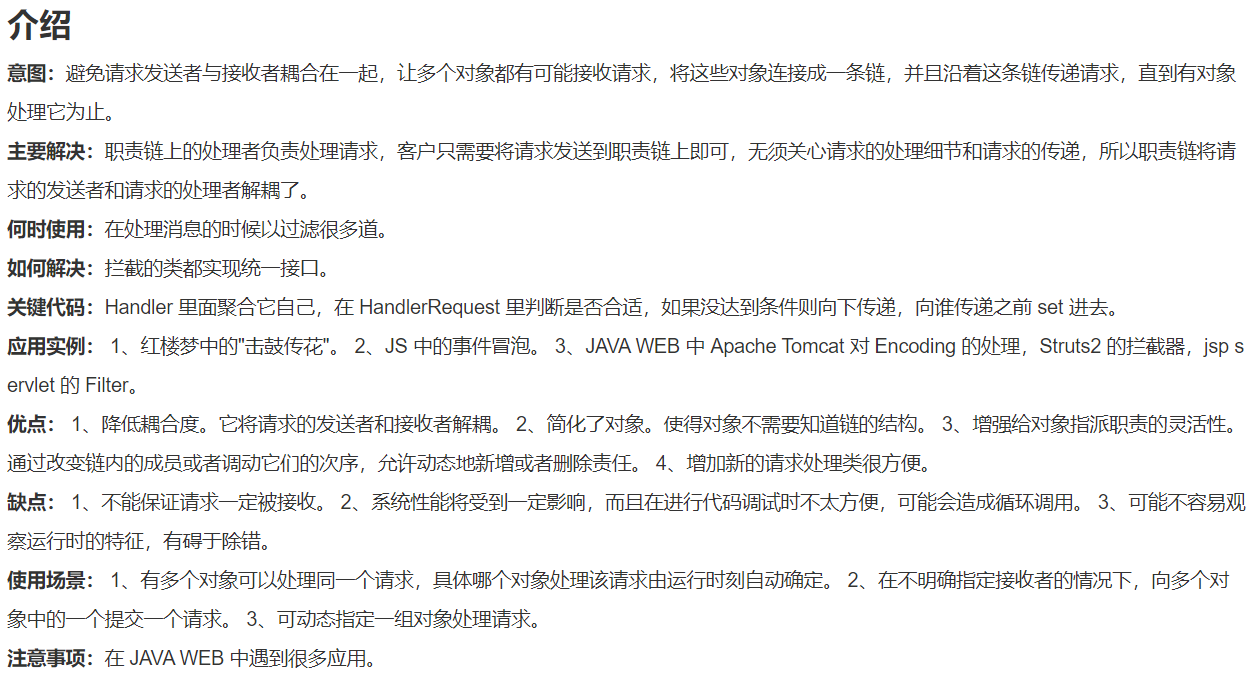 介绍
意图：避免请求发送者与接收者耦合在一起，让多个对象都有可能接收请求，将这些对象连接成一条链，并且沿着这条链传递请求，直到有对象
处理它为止。
主要解决：职责链上的处理者负责处理请求，客户只需要将请求发送到职责链上即可，无须关心请求的处理细节和请求的传递，所以职责链将请
求的发送者和请求的处理者解耦了。
何时使用：在处理消息的时候以过滤很多道。
如何解决：拦截的类都实现统一接口。
关键代码：Handler 里面聚合它自己，在 HandlerRequest 里判断是否合适，如果没达到条件则向下传递，向谁传递之前 set 进去。
应用实例： 1、红楼梦中的"击鼓传花"。 2、JS 中的事件冒泡。 3、JAVA WEB 中 Apache Tomcat 对 Encoding 的处理，Struts2 的拦截器，jsp s
ervlet 的 Filter。
优点： 1、降低耦合度。它将请求的发送者和接收者解耦。 2、简化了对象。使得对象不需要知道链的结构。 3、增强给对象指派职责的灵活性。
通过改变链内的成员或者调动它们的次序，允许动态地新增或者删除责任。 4、增加新的请求处理类很方便。
缺点： 1、不能保证请求一定被接收。 2、系统性能将受到一定影响，而且在进行代码调试时不太方便，可能会造成循环调用。 3、可能不容易观
察运行时的特征，有碍于除错。
使用场景： 1、有多个对象可以处理同一个请求，具体哪个对象处理该请求由运行时刻自动确定。 2、在不明确指定接收者的情况下，向多个对
象中的一个提交一个请求。 3、可动态指定一组对象处理请求。
注意事项：在 JAVA WEB 中遇到很多应用。